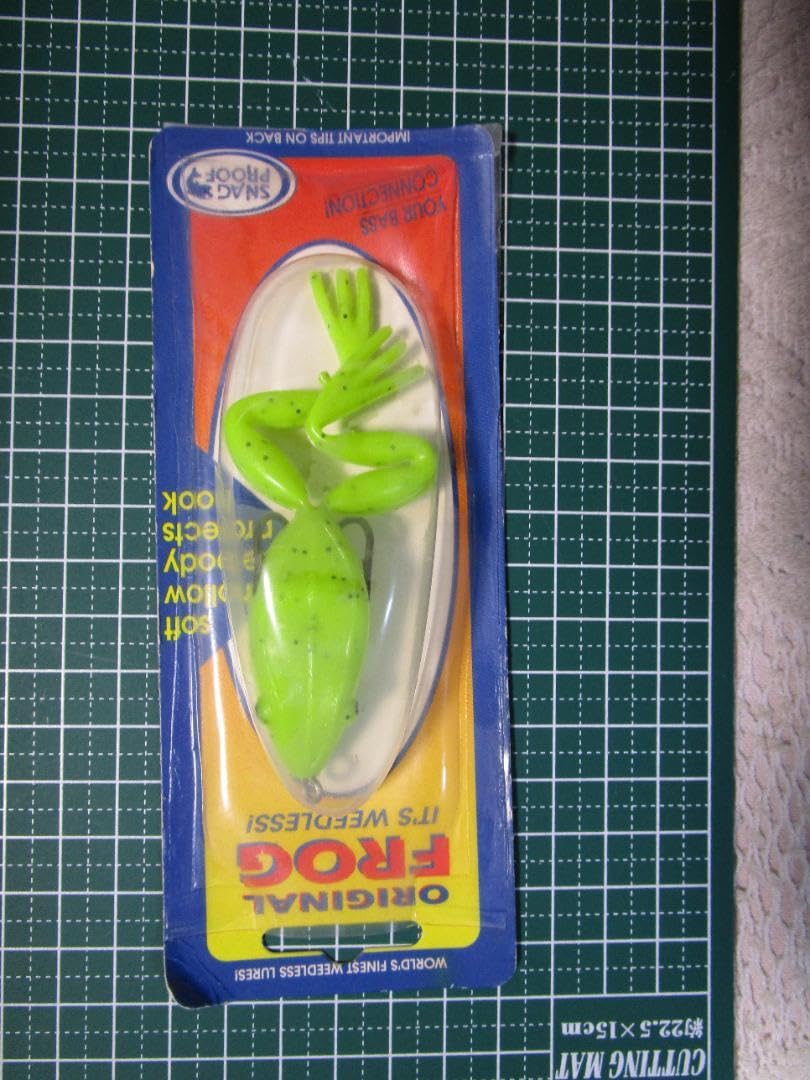 WORLD'S FINEST WEEDLESS LURES!
ORIGINAL
FROG
IT'S WEEDLESS!
soft
hollow
body
protects
hook
YOUR BASS
CONNECTION!
SNAG
PROOF
IMPORTANT TIPS ON BACK
CUTTING MAT
約22.5×15cm